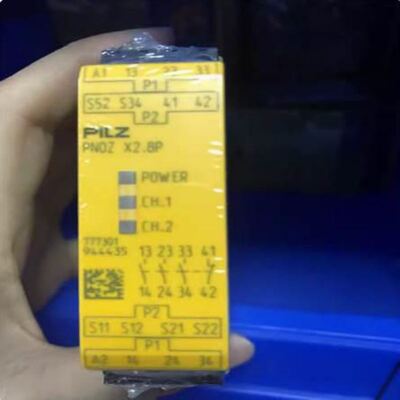 A1 13 23 33
P1
S52 S34 41 42
P2
PILZ
PNOZ X2.8P
POWER
CH.1
CH.2
777301
944435
13 23 33 41
14 24 34 42
P2
S11 S12 S21 S22
P1
A2 14 24 34